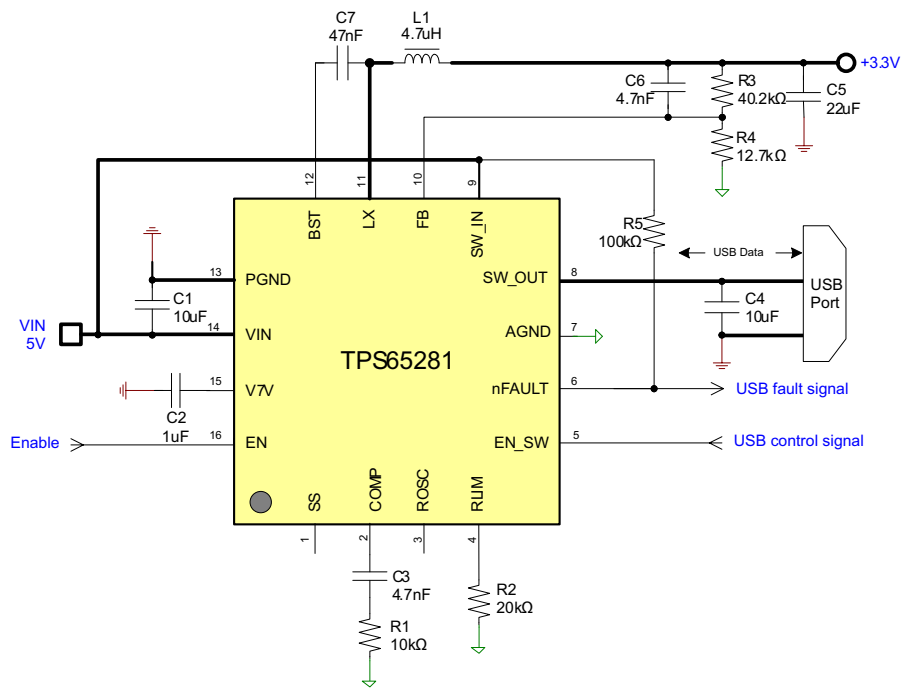 C7
47nF
L1
4.7uH
+3.3V
C6
4.7nF
R3
40.2kΩ
C5
22uF
R4
12.7kΩ
12
11
10
9
BST
LX
FB
SW_IN
R5
100kΩ
USB Data
USB
Port
13
PGND
SW_OUT
8
C1
10uF
C4
10uF
VIN
5V
14
VIN
AGND
7
TPS65281
15
V7V
nFAULT
6
USB fault signal
C2
1uF
Enable
16
EN
EN_SW
5
USB control signal
SS
COMP
ROSC
RLIM
1
2
3
4
C3
4.7nF
R2
20kΩ
R1
10kΩ